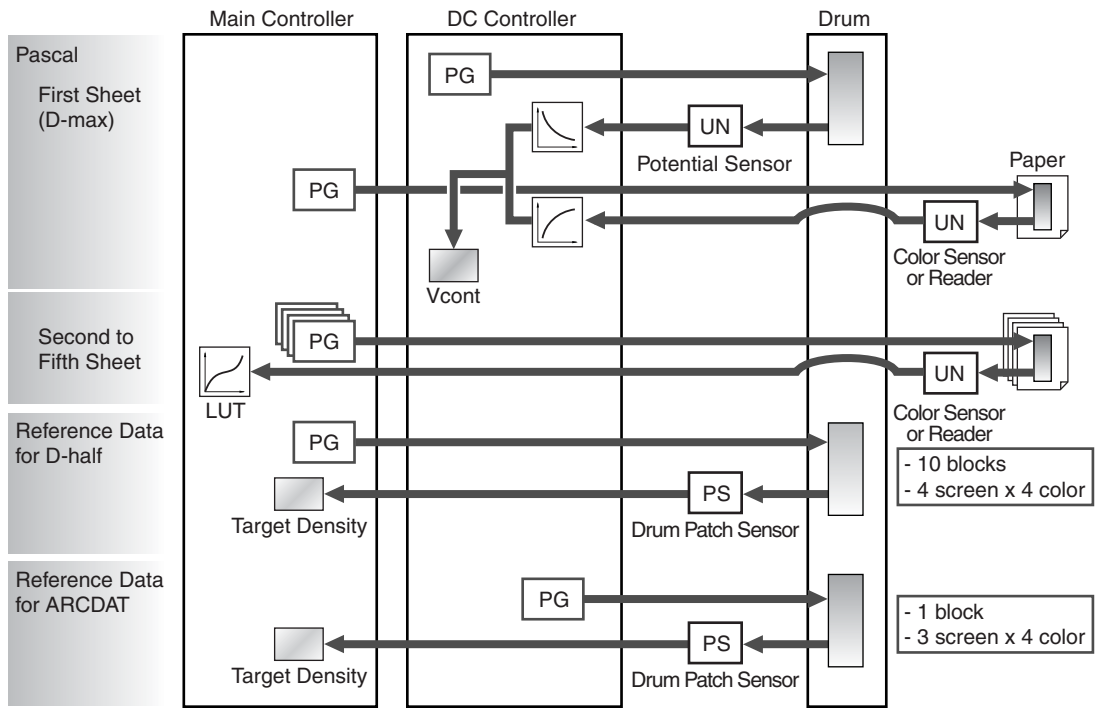 Main Controller
DC Controller
Drum
Pascal
First Sheet
(D-max)
PG
UN
Potential Sensor
PG
Paper
UN
Color Sensor
or Reader
Vcont
Second to
Fifth Sheet
PG
LUT
UN
Color Sensor
or Reader
Reference Data
for D-half
PG
PS
Target Density
Drum Patch Sensor
- 10 blocks
- 4 screen x 4 color
Reference Data
for ARCDAT
PG
PS
Target Density
Drum Patch Sensor
- 1 block
- 3 screen x 4 color